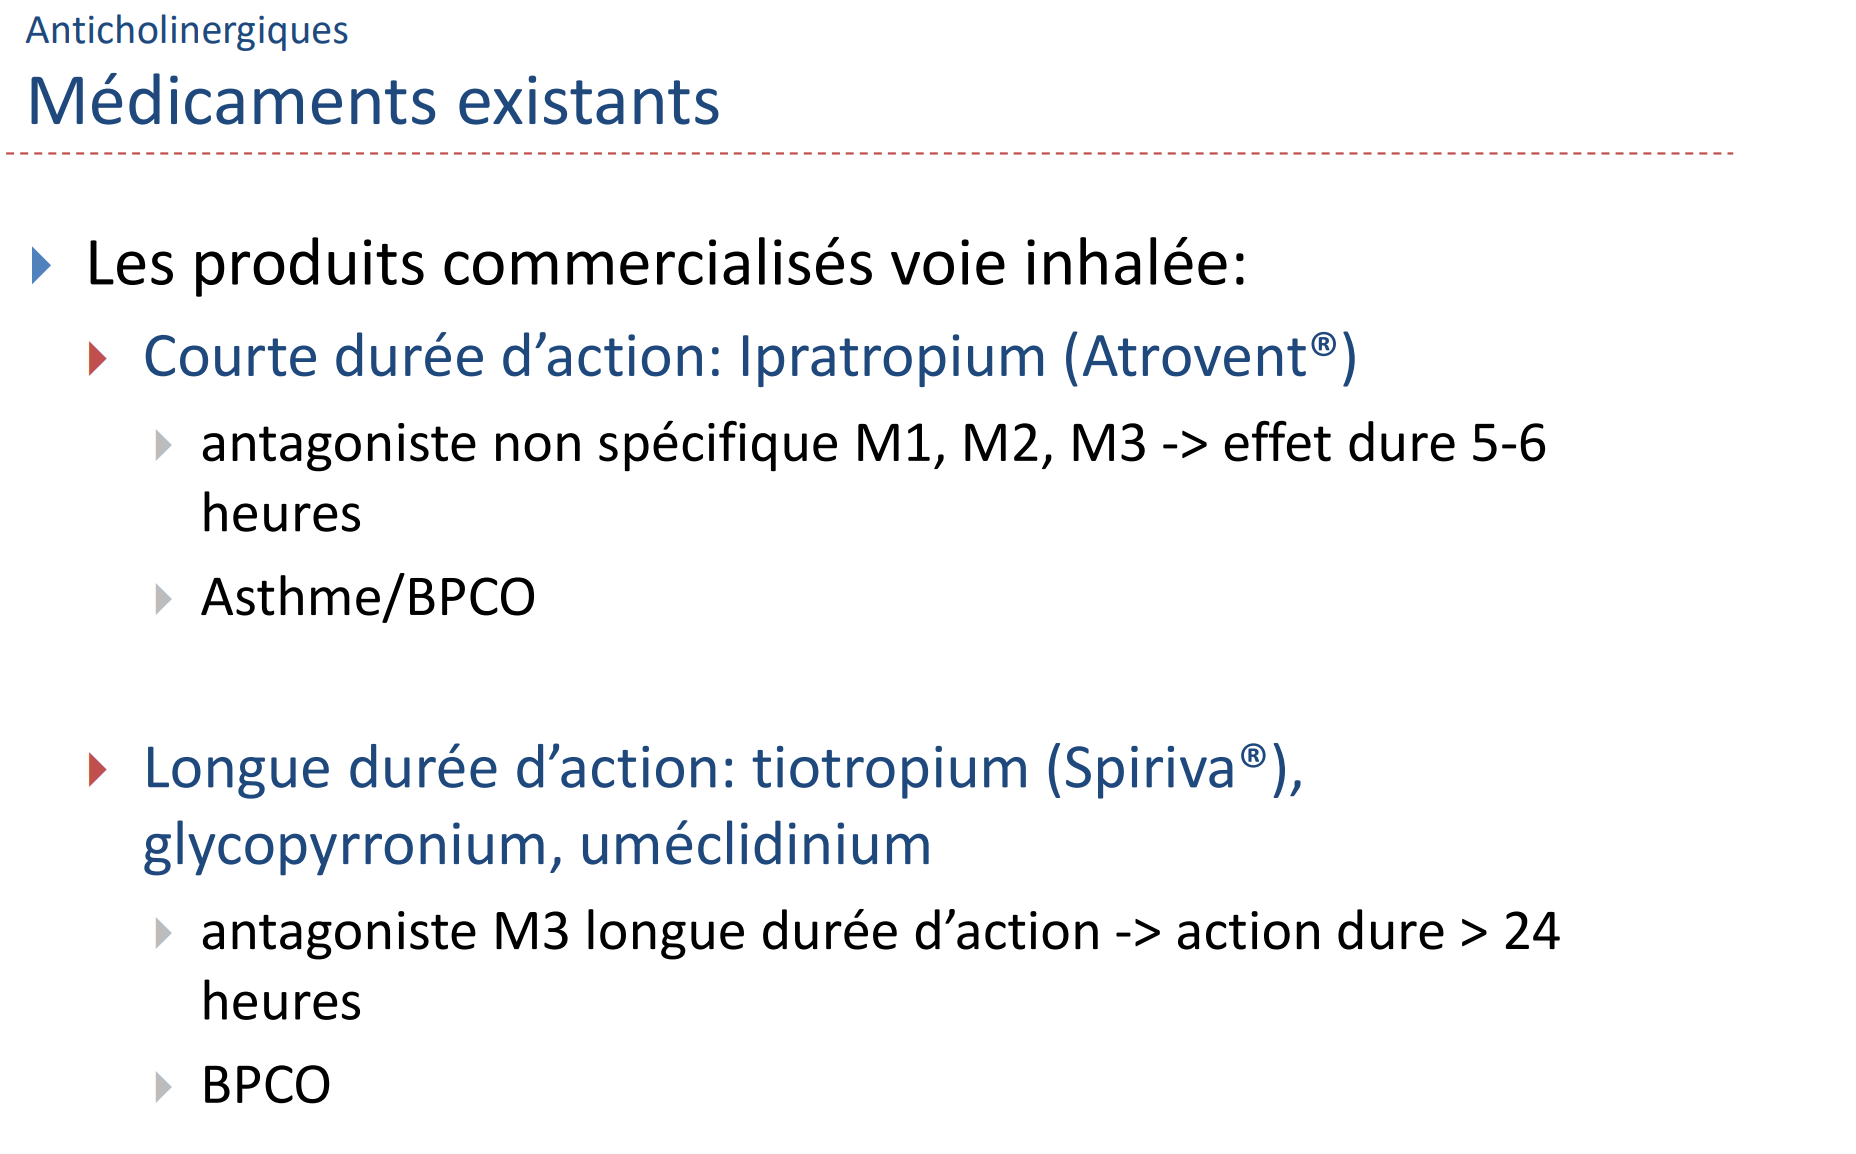 Anticholinergiques
Médicaments existants
Les produits commercialisés voie inhalée:
Courte durée d’action: Ipratropium (Atrovent®)
antagoniste non spécifique M1, M2, M3 -> effet dure 5-6
heures
Asthme/BPCO
Longue durée d’action: tiotropium (Spiriva®),
glycopyrronium, uméclidinium
antagoniste M3 longue durée d’action -> action dure > 24
heures
BPCO